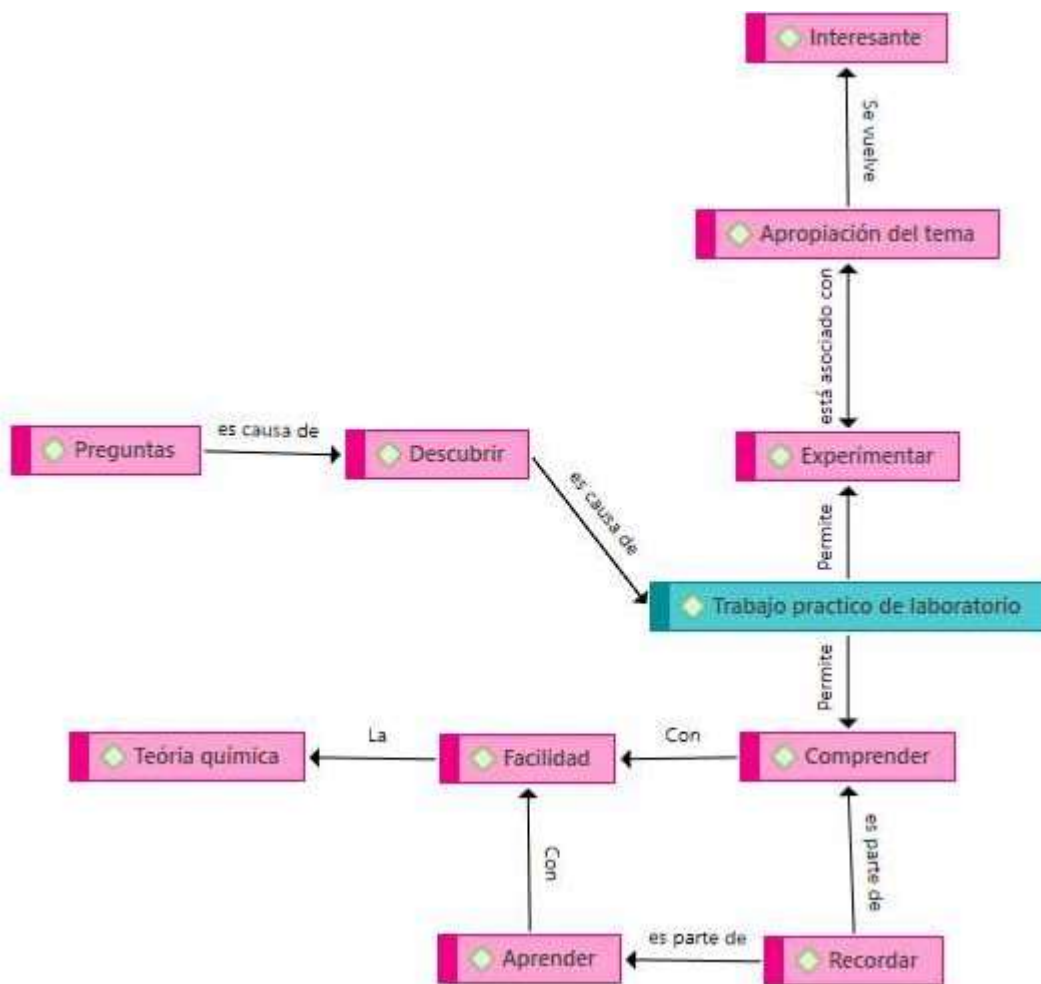 Interesante
Se vuelve
Apropiación del tema
está asociado con
Preguntas
es causa de
Descubrir
Experimentar
es causa de
Permite
Trabajo practico de laboratorio
Permite
Teória química
La
Facilidad
Con
Comprender
Con
es parte de
Aprender
es parte de
Recordar